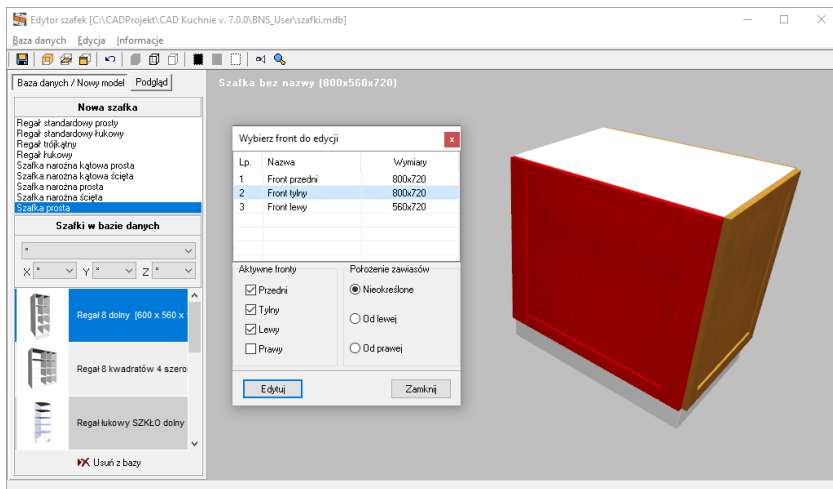 Edytor szafek [C:\CADProjekt\CAD Kuchnie v. 7.0.0\BNS_User\szafki.mdb]
Baza danych Edycja Informacje
Baza danych / Nowy model Podgląd
Szafka bez nazwy (800x560x720)
Nowa szafka
Regał standardowy prosty
Regał standardowy łukowy
Regał trójkątny
Regał łukowy
Szafka narożna kątowa prosta
Szafka narożna kątowa ścięta
Szafka narożna prosta
Szafka narożna ścięta
Szafka prosta
Szafki w bazie danych
*
X * Y * Z *
Regał 8 dolny [600 x 560 x
Regał 8 kwadratów 4 szero
Regał łukowy SZKŁO dolny
Usuń z bazy
Wybierz front do edycji
x
Lp. Nazwa Wymiary
1 Front przedni 800x720
2 Front tylny 800x720
3 Front lewy 560x720
Aktywne fronty
Przedni
Tylny
Lewy
Prawy
Położenie zawiasów
Nieokreślone
Od lewej
Od prawej
Edytuj Zamknij